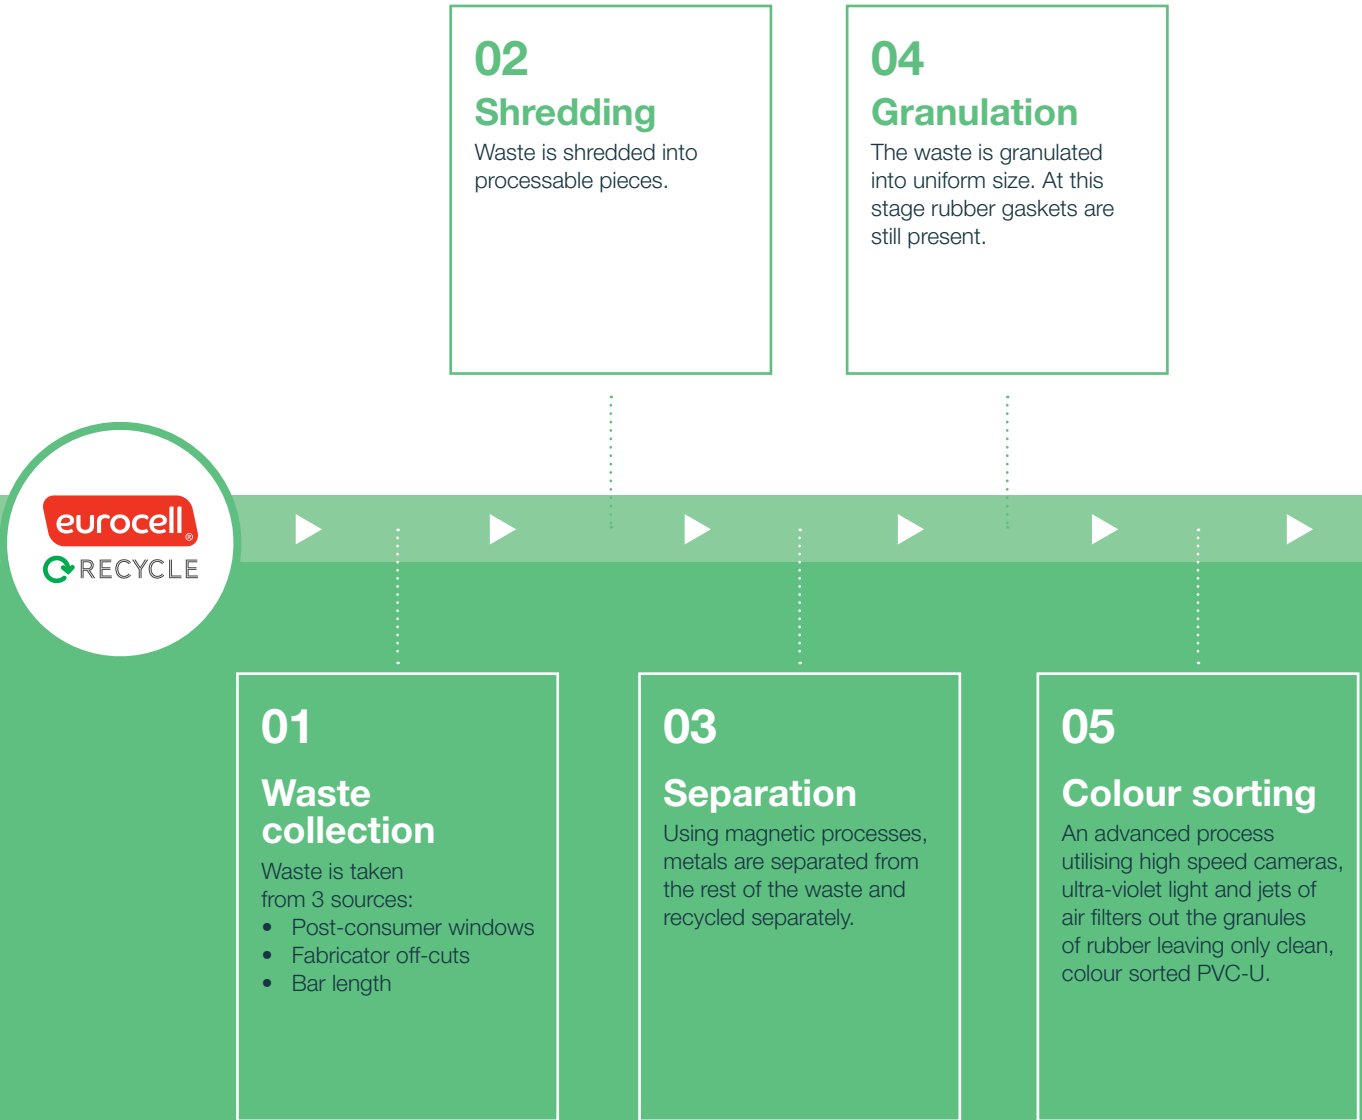 02
Shredding
Waste is shredded into
processable pieces.
04
Granulation
The waste is granulated
into uniform size. At this
stage rubber gaskets are
still present.
eurocell®
RECYCLE
01
Waste
collection
Waste is taken
from 3 sources:
• Post-consumer windows
• Fabricator off-cuts
• Bar length
03
Separation
Using magnetic processes,
metals are separated from
the rest of the waste and
recycled separately.
05
Colour sorting
An advanced process
utilising high speed cameras,
ultra-violet light and jets of
air filters out the granules
of rubber leaving only clean,
colour sorted PVC-U.